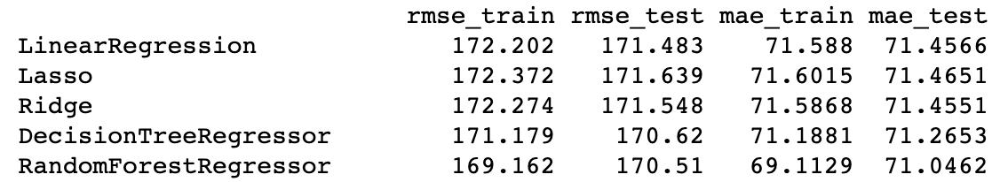 rmse_train rmse_test mae_train mae_test
LinearRegression 172.202 171.483 71.588 71.4566
Lasso 172.372 171.639 71.6015 71.4651
Ridge 172.274 171.548 71.5868 71.4551
DecisionTreeRegressor 171.179 170.62 71.1881 71.2653
RandomForestRegressor 169.162 170.51 69.1129 71.0462